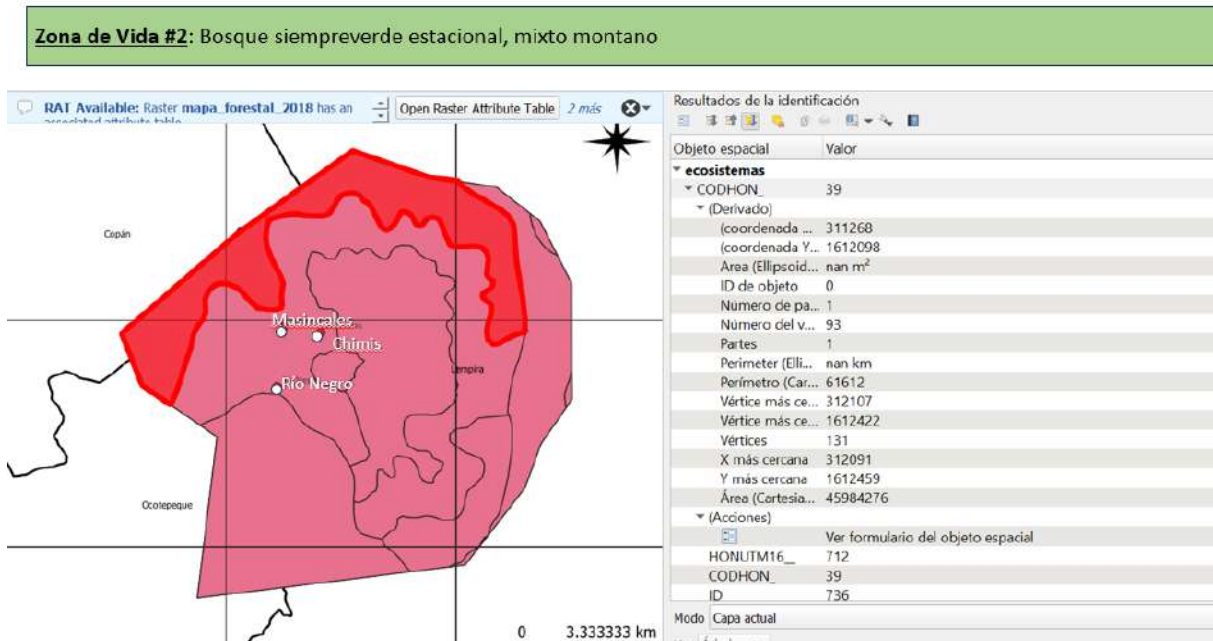 Zona de Vida #2: Bosque siempreverde estacional, mixto montano
RAT Available: Raster mapa_forestal_2018 has an
associated attribute table
Open Raster Attribute Table
2 más
Copán
Masincales
Chimis
Lempira
Río Negro
Ocotepeque
0 3.333333 km
Resultados de la identificación
Objeto espacial Valor
ecosistemas
CODHON_ 39
(Derivado)
(coordenada ... 311268
(coordenada Y... 1612098
Area (Ellipsoid... nan m²
ID de objeto 0
Número de pa... 1
Número del v... 93
Partes 1
Perimeter (Elli... nan km
Perímetro (Car... 61612
Vértice más ce... 312107
Vértice más ce... 1612422
Vértices 131
X más cercana 312091
Y más cercana 1612459
Área (Cartesia... 45984276
(Acciones)
Ver formulario del objeto espacial
HONUTM16__ 712
CODHON_ 39
ID 736
Modo Capa actual